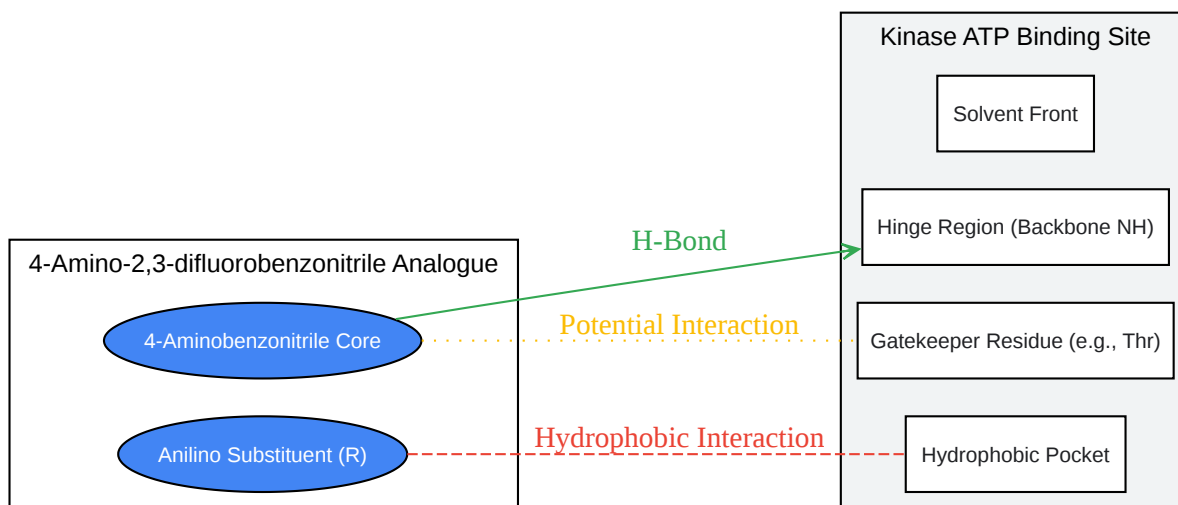 Kinase ATP Binding Site
Solvent Front
Hinge Region (Backbone NH)
H-Bond
4-Amino-2,3-difluorobenzonitrile Analogue
4-Aminobenzonitrile Core
Potential Interaction
Gatekeeper Residue (e.g., Thr)
Anilino Substituent (R)
Hydrophobic Interaction
Hydrophobic Pocket